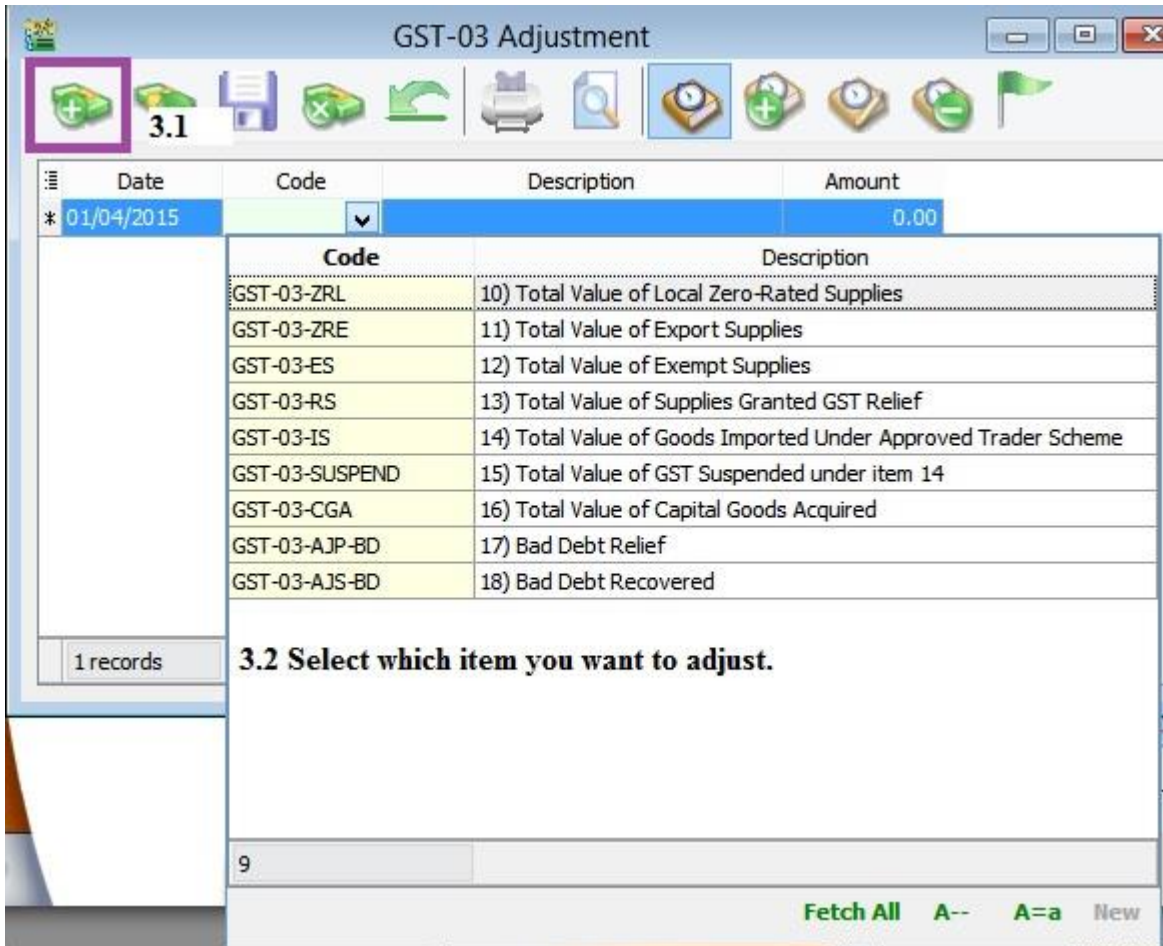 GST-03 Adjustment
3.1
Date Code Description Amount
* 01/04/2015 0.00
Code Description
GST-03-ZRL 10) Total Value of Local Zero-Rated Supplies
GST-03-ZRE 11) Total Value of Export Supplies
GST-03-ES 12) Total Value of Exempt Supplies
GST-03-RS 13) Total Value of Supplies Granted GST Relief
GST-03-IS 14) Total Value of Goods Imported Under Approved Trader Scheme
GST-03-SUSPEND 15) Total Value of GST Suspended under item 14
GST-03-CGA 16) Total Value of Capital Goods Acquired
GST-03-AJP-BD 17) Bad Debt Relief
GST-03-AJS-BD 18) Bad Debt Recovered
1 records 3.2 Select which item you want to adjust.
9
Fetch All A-- A=a New